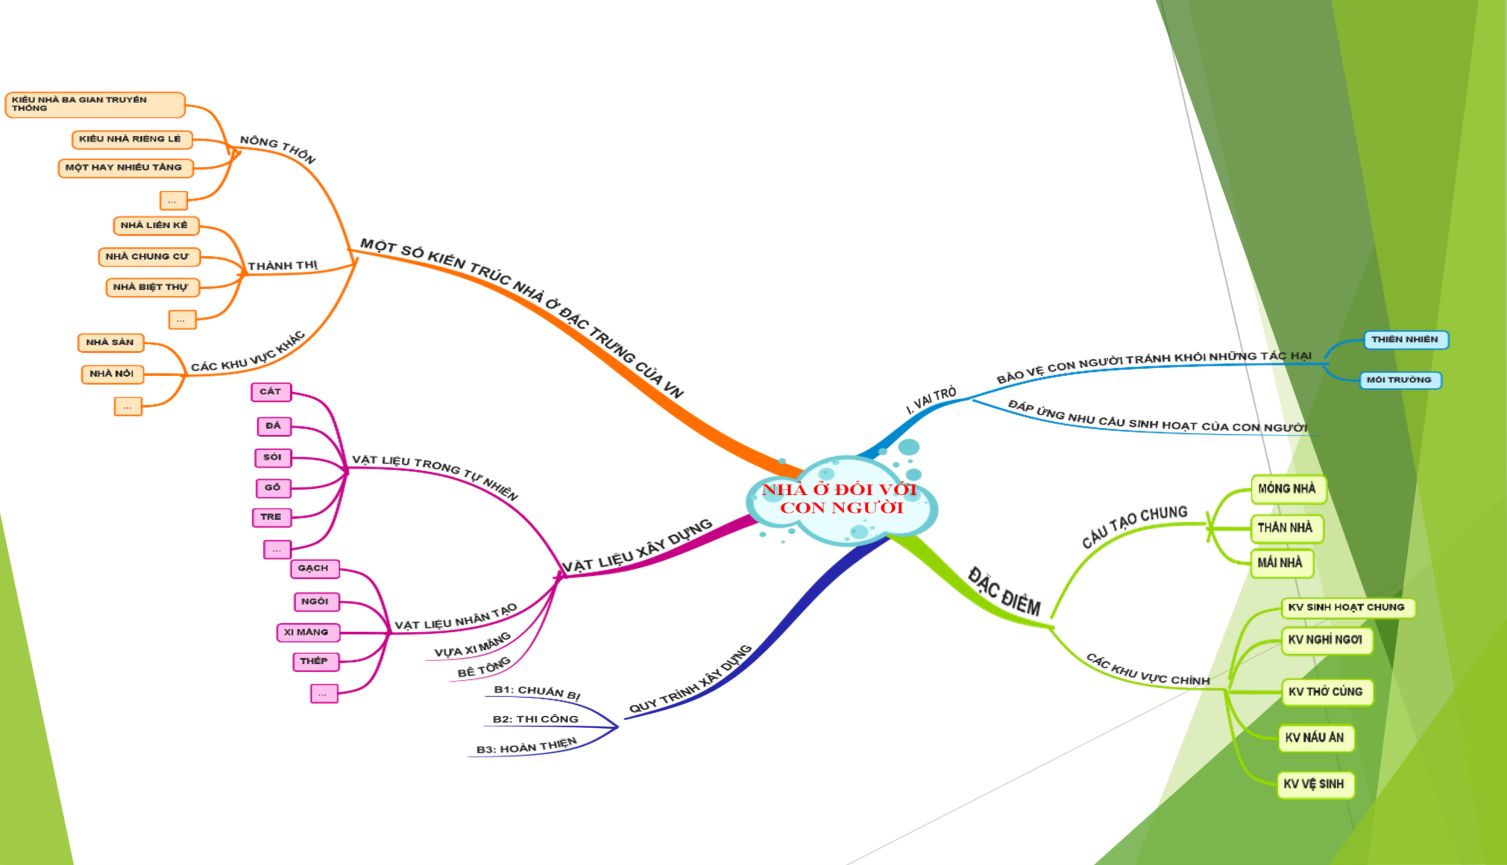 NHÀ Ở ĐỐI VỚI
CON NGƯỜI
I. VAI TRÒ
BẢO VỆ CON NGƯỜI TRÁNH KHỎI NHỮNG TÁC HẠI
THIÊN NHIÊN
MÔI TRƯỜNG
ĐÁP ỨNG NHU CẦU SINH HOẠT CỦA CON NGƯỜI
ĐẶC ĐIỂM
CẤU TẠO CHUNG
MÓNG NHÀ
THÂN NHÀ
MÁI NHÀ
CÁC KHU VỰC CHÍNH
KV SINH HOẠT CHUNG
KV NGHỈ NGƠI
KV THỜ CÚNG
KV NẤU ĂN
KV VỆ SINH
MỘT SỐ KIẾN TRÚC NHÀ Ở ĐẶC TRƯNG CỦA VN
NÔNG THÔN
KIỂU NHÀ BA GIAN TRUYỀN
THỐNG
KIỂU NHÀ RIÊNG LẺ
MỘT HAY NHIỀU TẦNG
...
THÀNH THỊ
NHÀ LIỀN KỀ
NHÀ CHUNG CƯ
NHÀ BIỆT THỰ
...
CÁC KHU VỰC KHÁC
NHÀ SÀN
NHÀ NỔI
...
VẬT LIỆU XÂY DỰNG
VẬT LIỆU TRONG TỰ NHIÊN
CÁT
ĐÁ
SỎI
GỖ
TRE
...
VẬT LIỆU NHÂN TẠO
GẠCH
NGÓI
XI MĂNG
THÉP
...
VỰA XI MĂNG
BÊ TÔNG
QUY TRÌNH XÂY DỰNG
B1: CHUẨN BỊ
B2: THI CÔNG
B3: HOÀN THIỆN